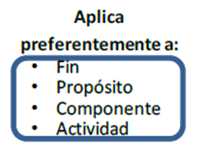 Aplica
preferentemente a:
• Fin
• Propósito
• Componente
• Actividad